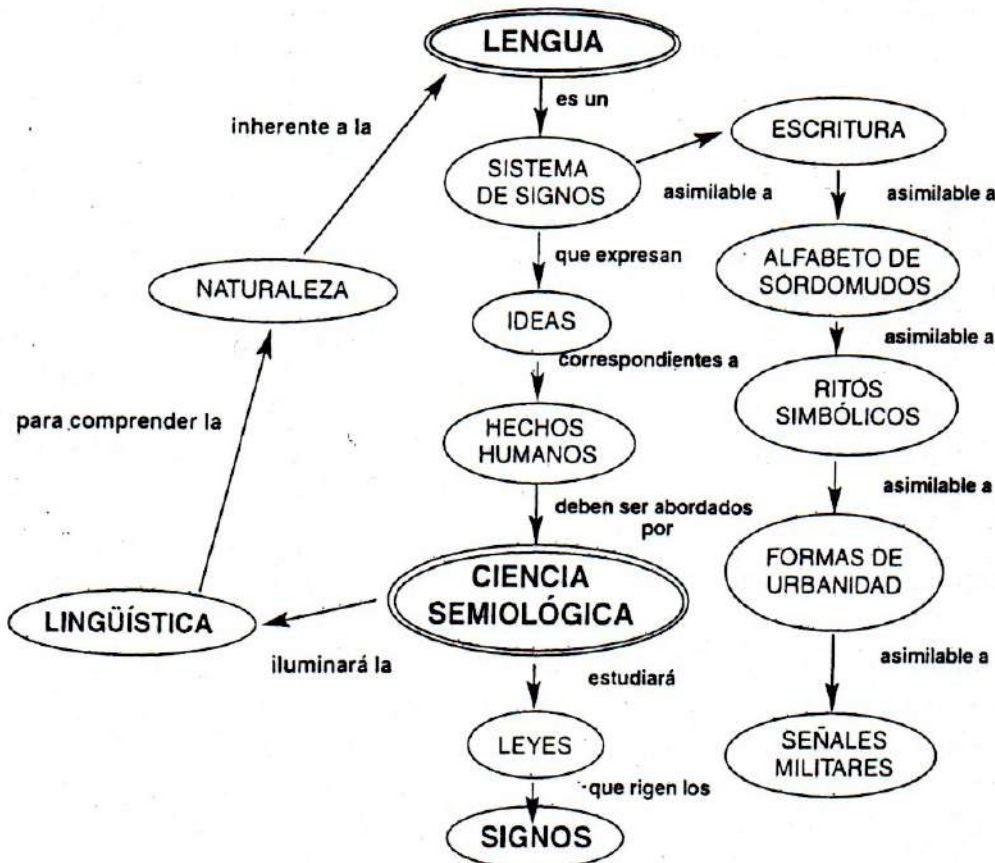 LENGUA
es un
inherente a la
ESCRITURA
SISTEMA
DE SIGNOS
asimilable a
asimilable a
que expresan
ALFABETO DE
SORDOMUDOS
NATURALEZA
IDEAS
asimilable a
correspondientes a
RITOS
SIMBÓLICOS
para comprender la
HECHOS
HUMANOS
asimilable a
deben ser abordados
por
FORMAS DE
URBANIDAD
CIENCIA
SEMIOLÓGICA
LINGÜÍSTICA
iluminará la
estudiará
asimilable a
LEYES
SEÑALES
MILITARES
que rigen los
SIGNOS